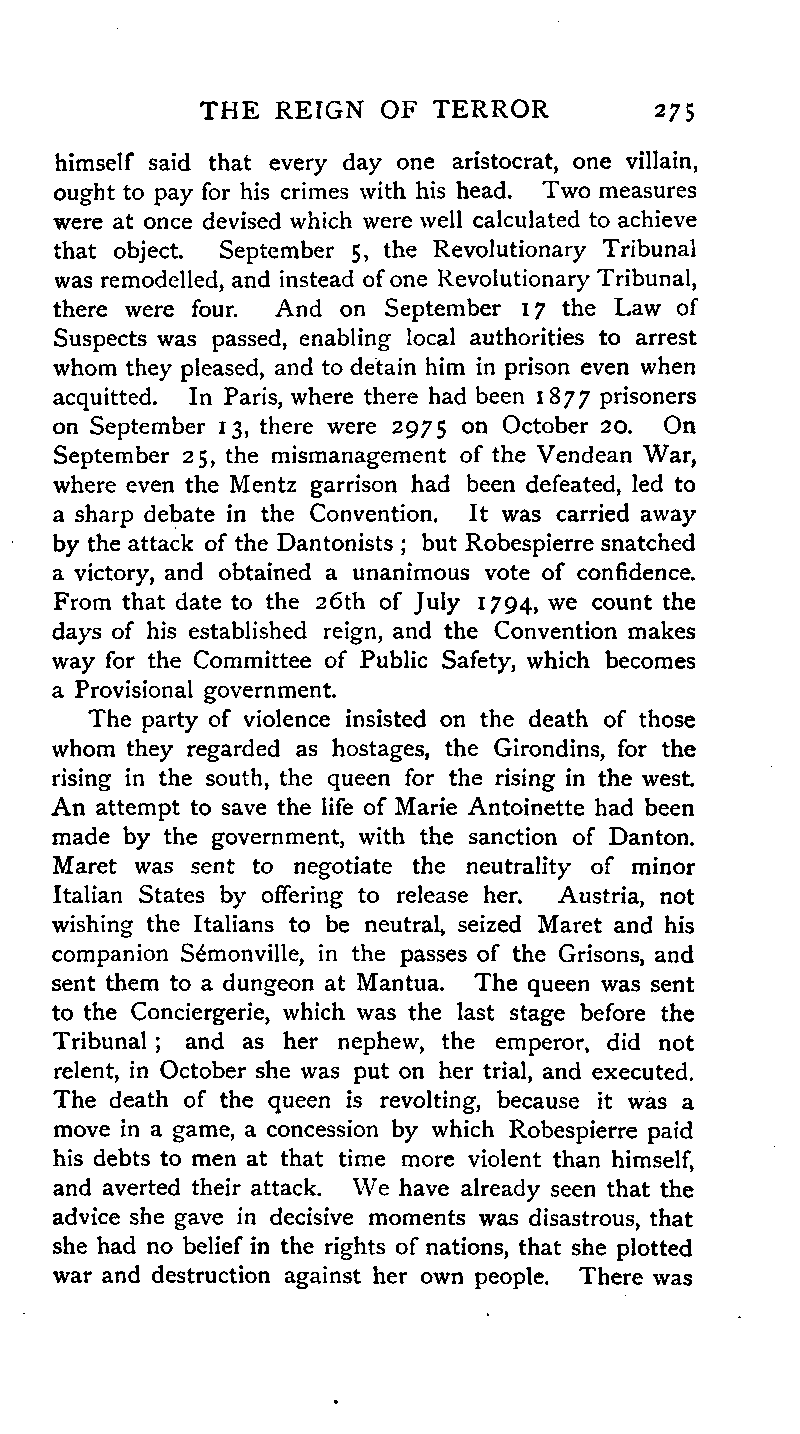 THE REIGN OF TERROR 275
himself said that every day one aristocrat, one villain,
ought to pay for his crimes with his head. Two measures
were at once devised which were well calculated to achieve
that object. September 5, the Revolutionary Tribunal
was remodelled, and instead of one Revolutionary Tribunal,
there were four. And on September 17 the Law of
Suspects was passed, enabling local authorities to arrest
whom they pleased, and to detain him in prison even when
acquitted. In Paris, where there had been 1877 prisoners
on September 13, there were 2975 on October 20. On
September 25, the mismanagement of the Vendean War,
where even the Mentz garrison had been defeated, led to
a sharp debate in the Convention. It was carried away
by the attack of the Dantonists ; but Robespierre snatched
a victory, and obtained a unanimous vote of confidence.
From that date to the 26th of July 1794, we count the
days of his established reign, and the Convention makes
way for the Committee of Public Safety, which becomes
a Provisional government.
The party of violence insisted on the death of those
whom they regarded as hostages, the Girondins, for the
rising in the south, the queen for the rising in the west.
An attempt to save the life of Marie Antoinette had been
made by the government, with the sanction of Danton.
Maret was sent to negotiate the neutrality of minor
Italian States by offering to release her. Austria, not
wishing the Italians to be neutral, seized Maret and his
companion Sémonville, in the passes of the Grisons, and
sent them to a dungeon at Mantua. The queen was sent
to the Conciergerie, which was the last stage before the
Tribunal ; and as her nephew, the emperor, did not
relent, in October she was put on her trial, and executed.
The death of the queen is revolting, because it was a
move in a game, a concession by which Robespierre paid
his debts to men at that time more violent than himself,
and averted their attack. We have already seen that the
advice she gave in decisive moments was disastrous, that
she had no belief in the rights of nations, that she plotted
war and destruction against her own people. There was